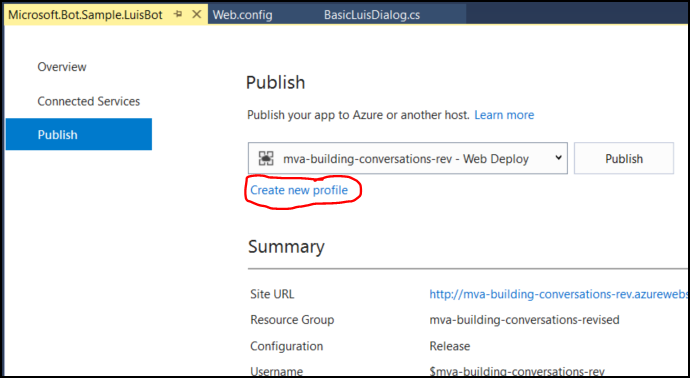 Microsoft.Bot.Sample.LuisBot Web.config BasicLuisDialog.cs
Overview
Connected Services
Publish
Publish
Publish your app to Azure or another host. Learn more
mva-building-conversations-rev - Web Deploy Publish
Create new profile
Summary
Site URL http://mva-building-conversations-rev.azurewebs
Resource Group mva-building-conversations-revised
Configuration Release
Username $mva-building-conversations-rev